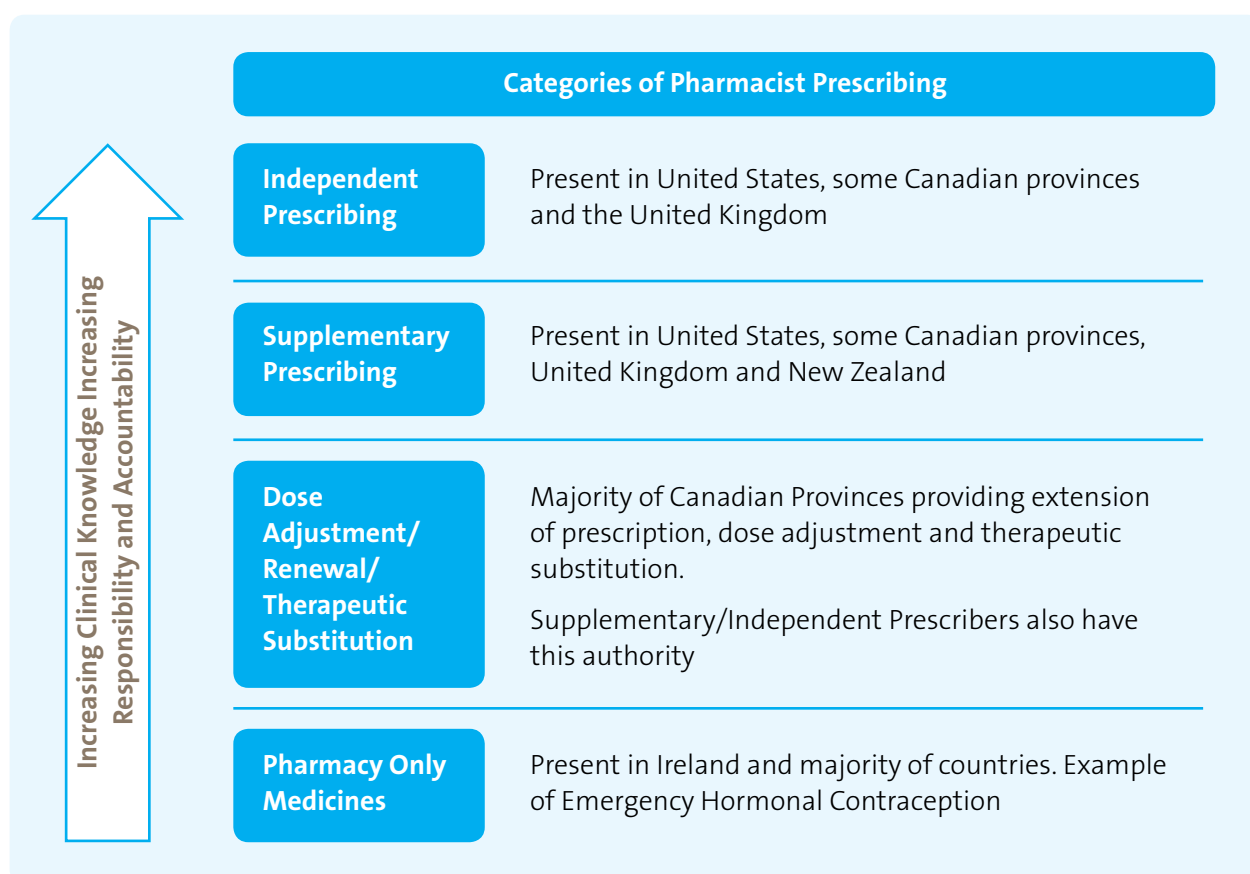 Categories of Pharmacist Prescribing
Increasing Clinical Knowledge Increasing
Responsibility and Accountability
Independent
Prescribing
Present in United States, some Canadian provinces
and the United Kingdom
Supplementary
Prescribing
Present in United States, some Canadian provinces,
United Kingdom and New Zealand
Dose
Adjustment/
Renewal/
Therapeutic
Substitution
Majority of Canadian Provinces providing extension
of prescription, dose adjustment and therapeutic
substitution.
Supplementary/Independent Prescribers also have
this authority
Pharmacy Only
Medicines
Present in Ireland and majority of countries. Example
of Emergency Hormonal Contraception